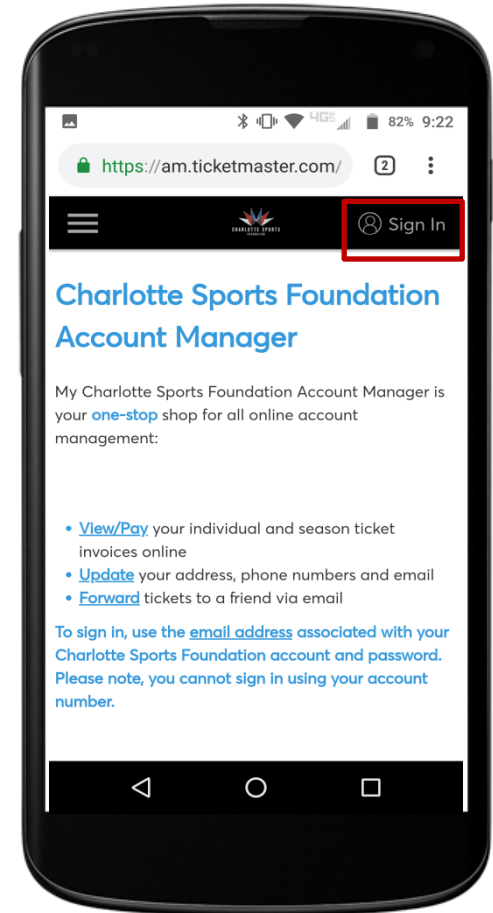 4G 82% 9:22
https://am.ticketmaster.com/ 2
CHARLOTTE SPORTS
FOUNDATION
Sign In
Charlotte Sports Foundation
Account Manager
My Charlotte Sports Foundation Account Manager is
your one-stop shop for all online account
management:
• View/Pay your individual and season ticket
invoices online
• Update your address, phone numbers and email
• Forward tickets to a friend via email
To sign in, use the email address associated with your
Charlotte Sports Foundation account and password.
Please note, you cannot sign in using your account
number.